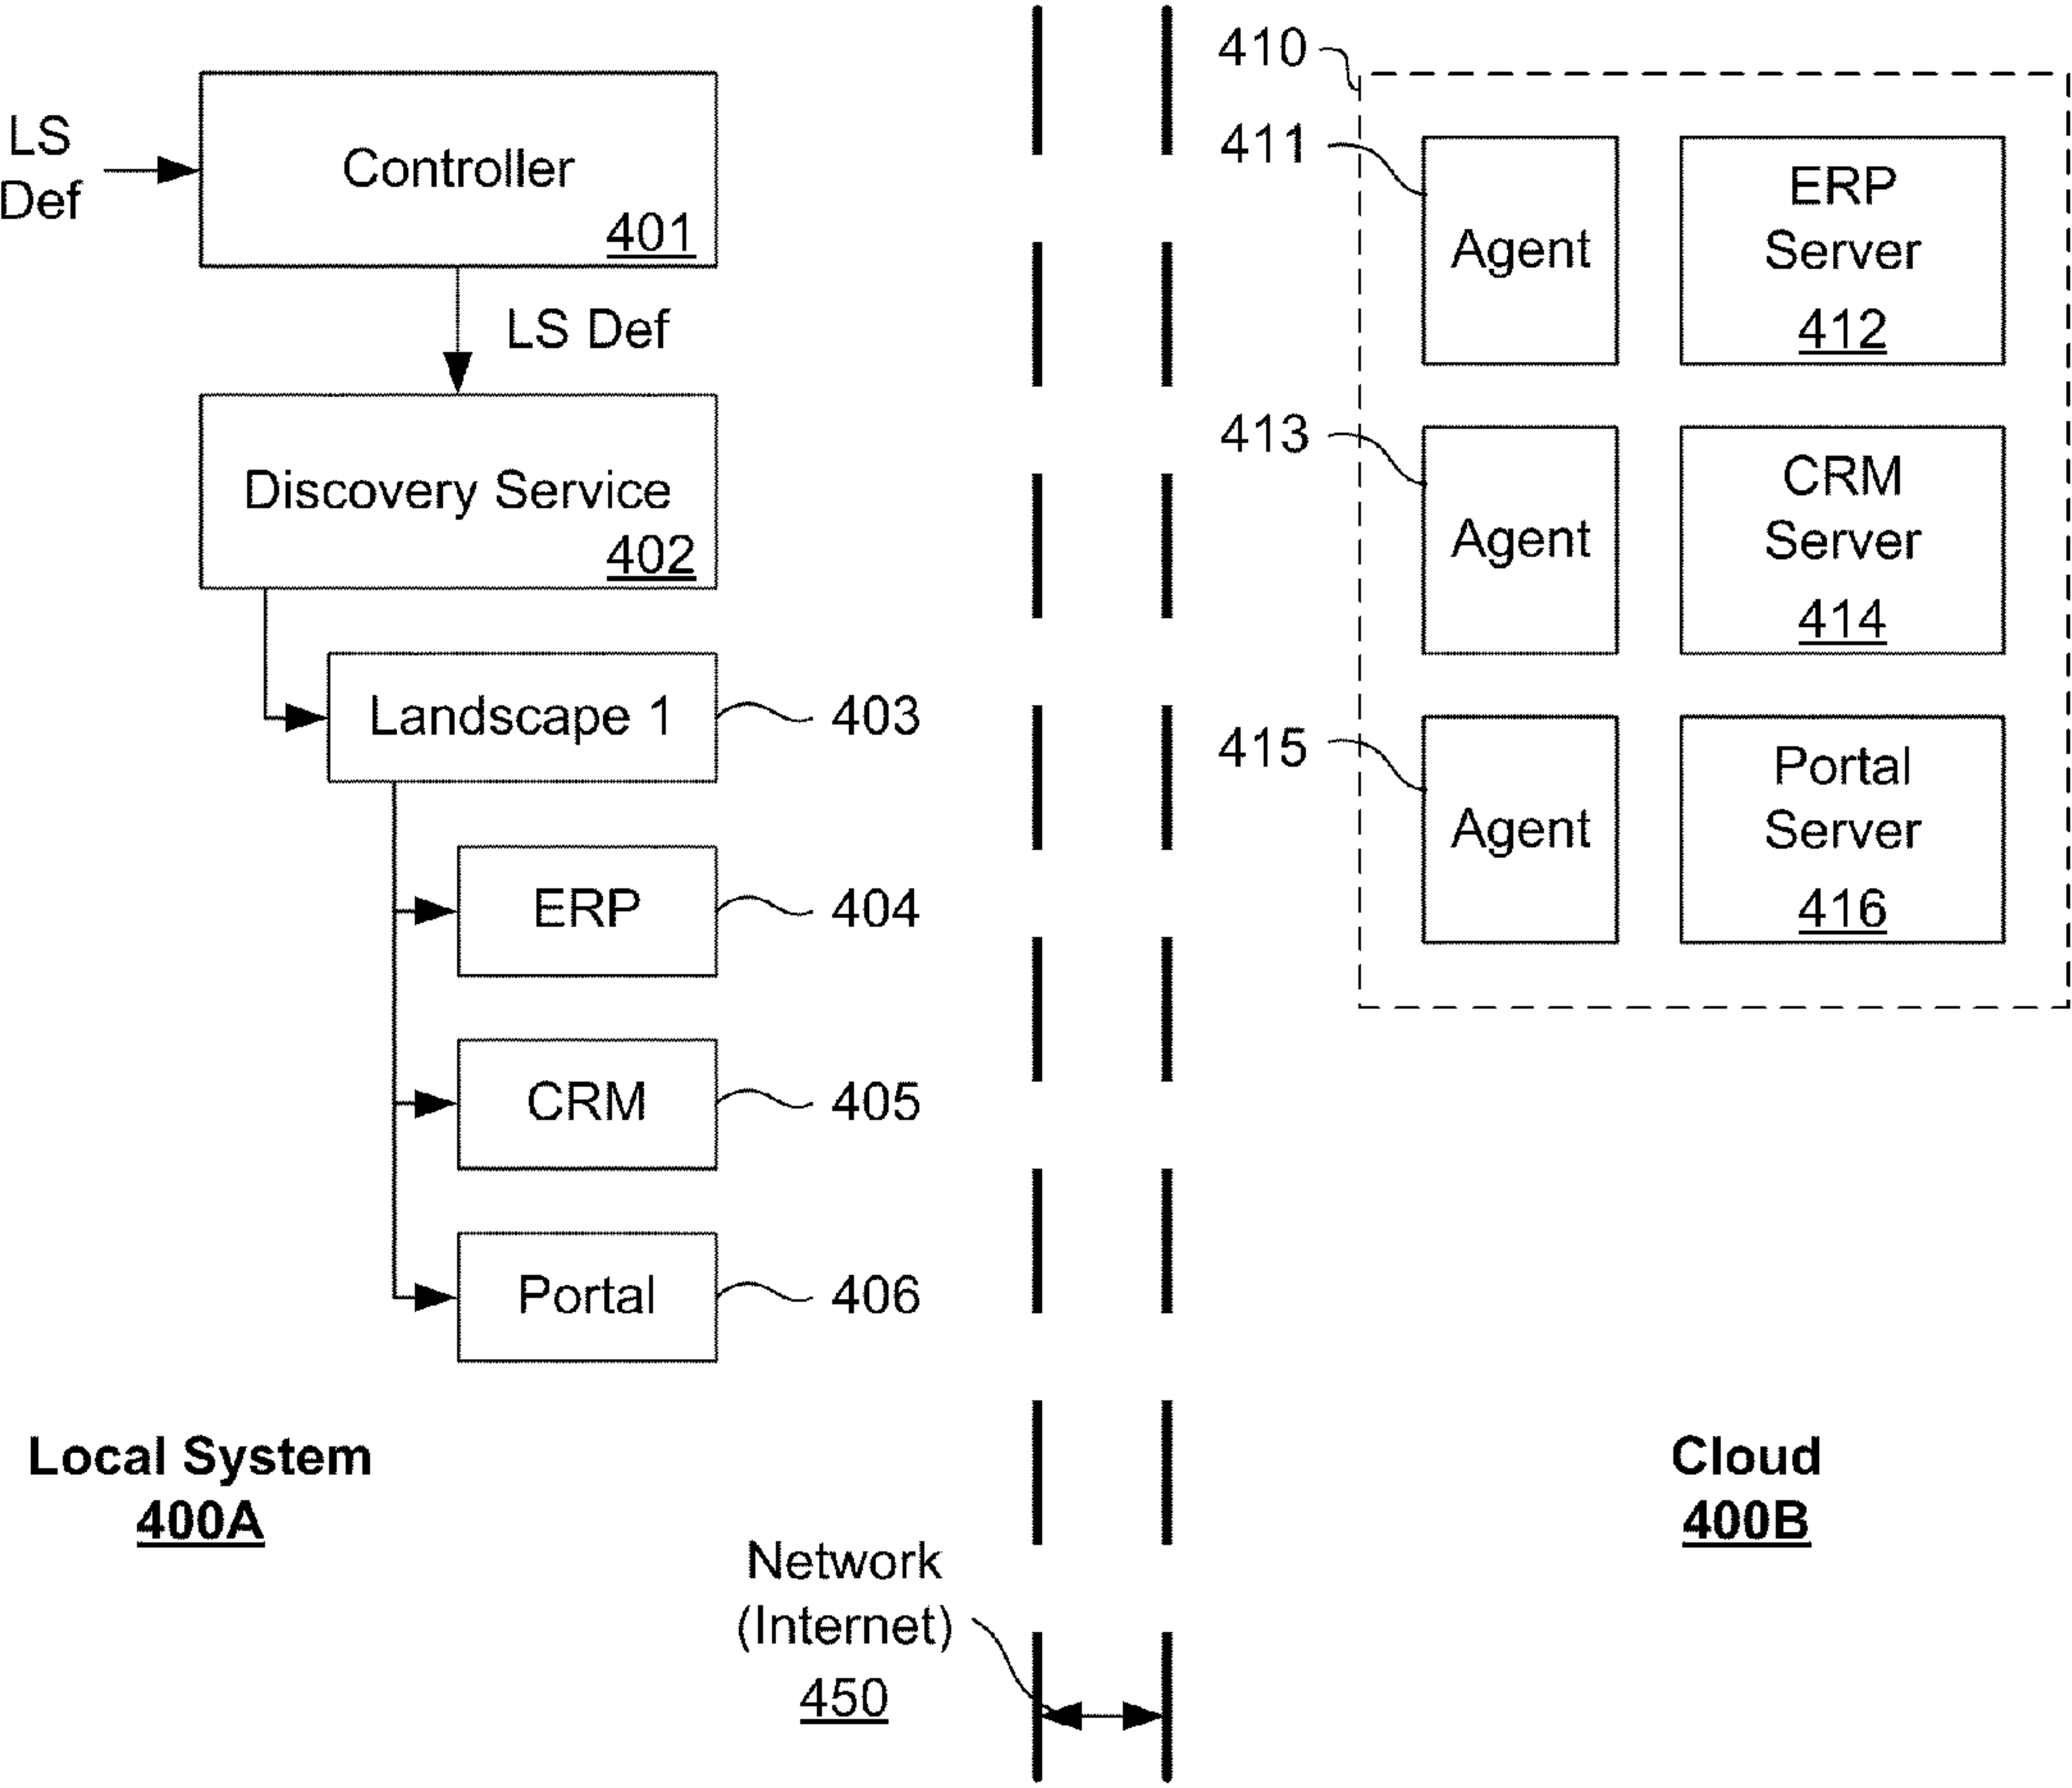 LS
Def
Controller
401
LS Def
Discovery Service
402
Landscape 1
403
ERP
404
CRM
405
Portal
406
Local System
400A
Network
(Internet)
450
410
411
Agent
ERP
Server
412
413
Agent
CRM
Server
414
415
Agent
Portal
Server
416
Cloud
400B